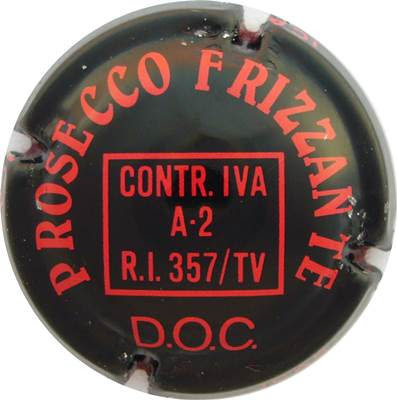 PROSECCO FRIZZANTE
CONTR. IVA
A-2
R.I. 357/TV
D.O.C.